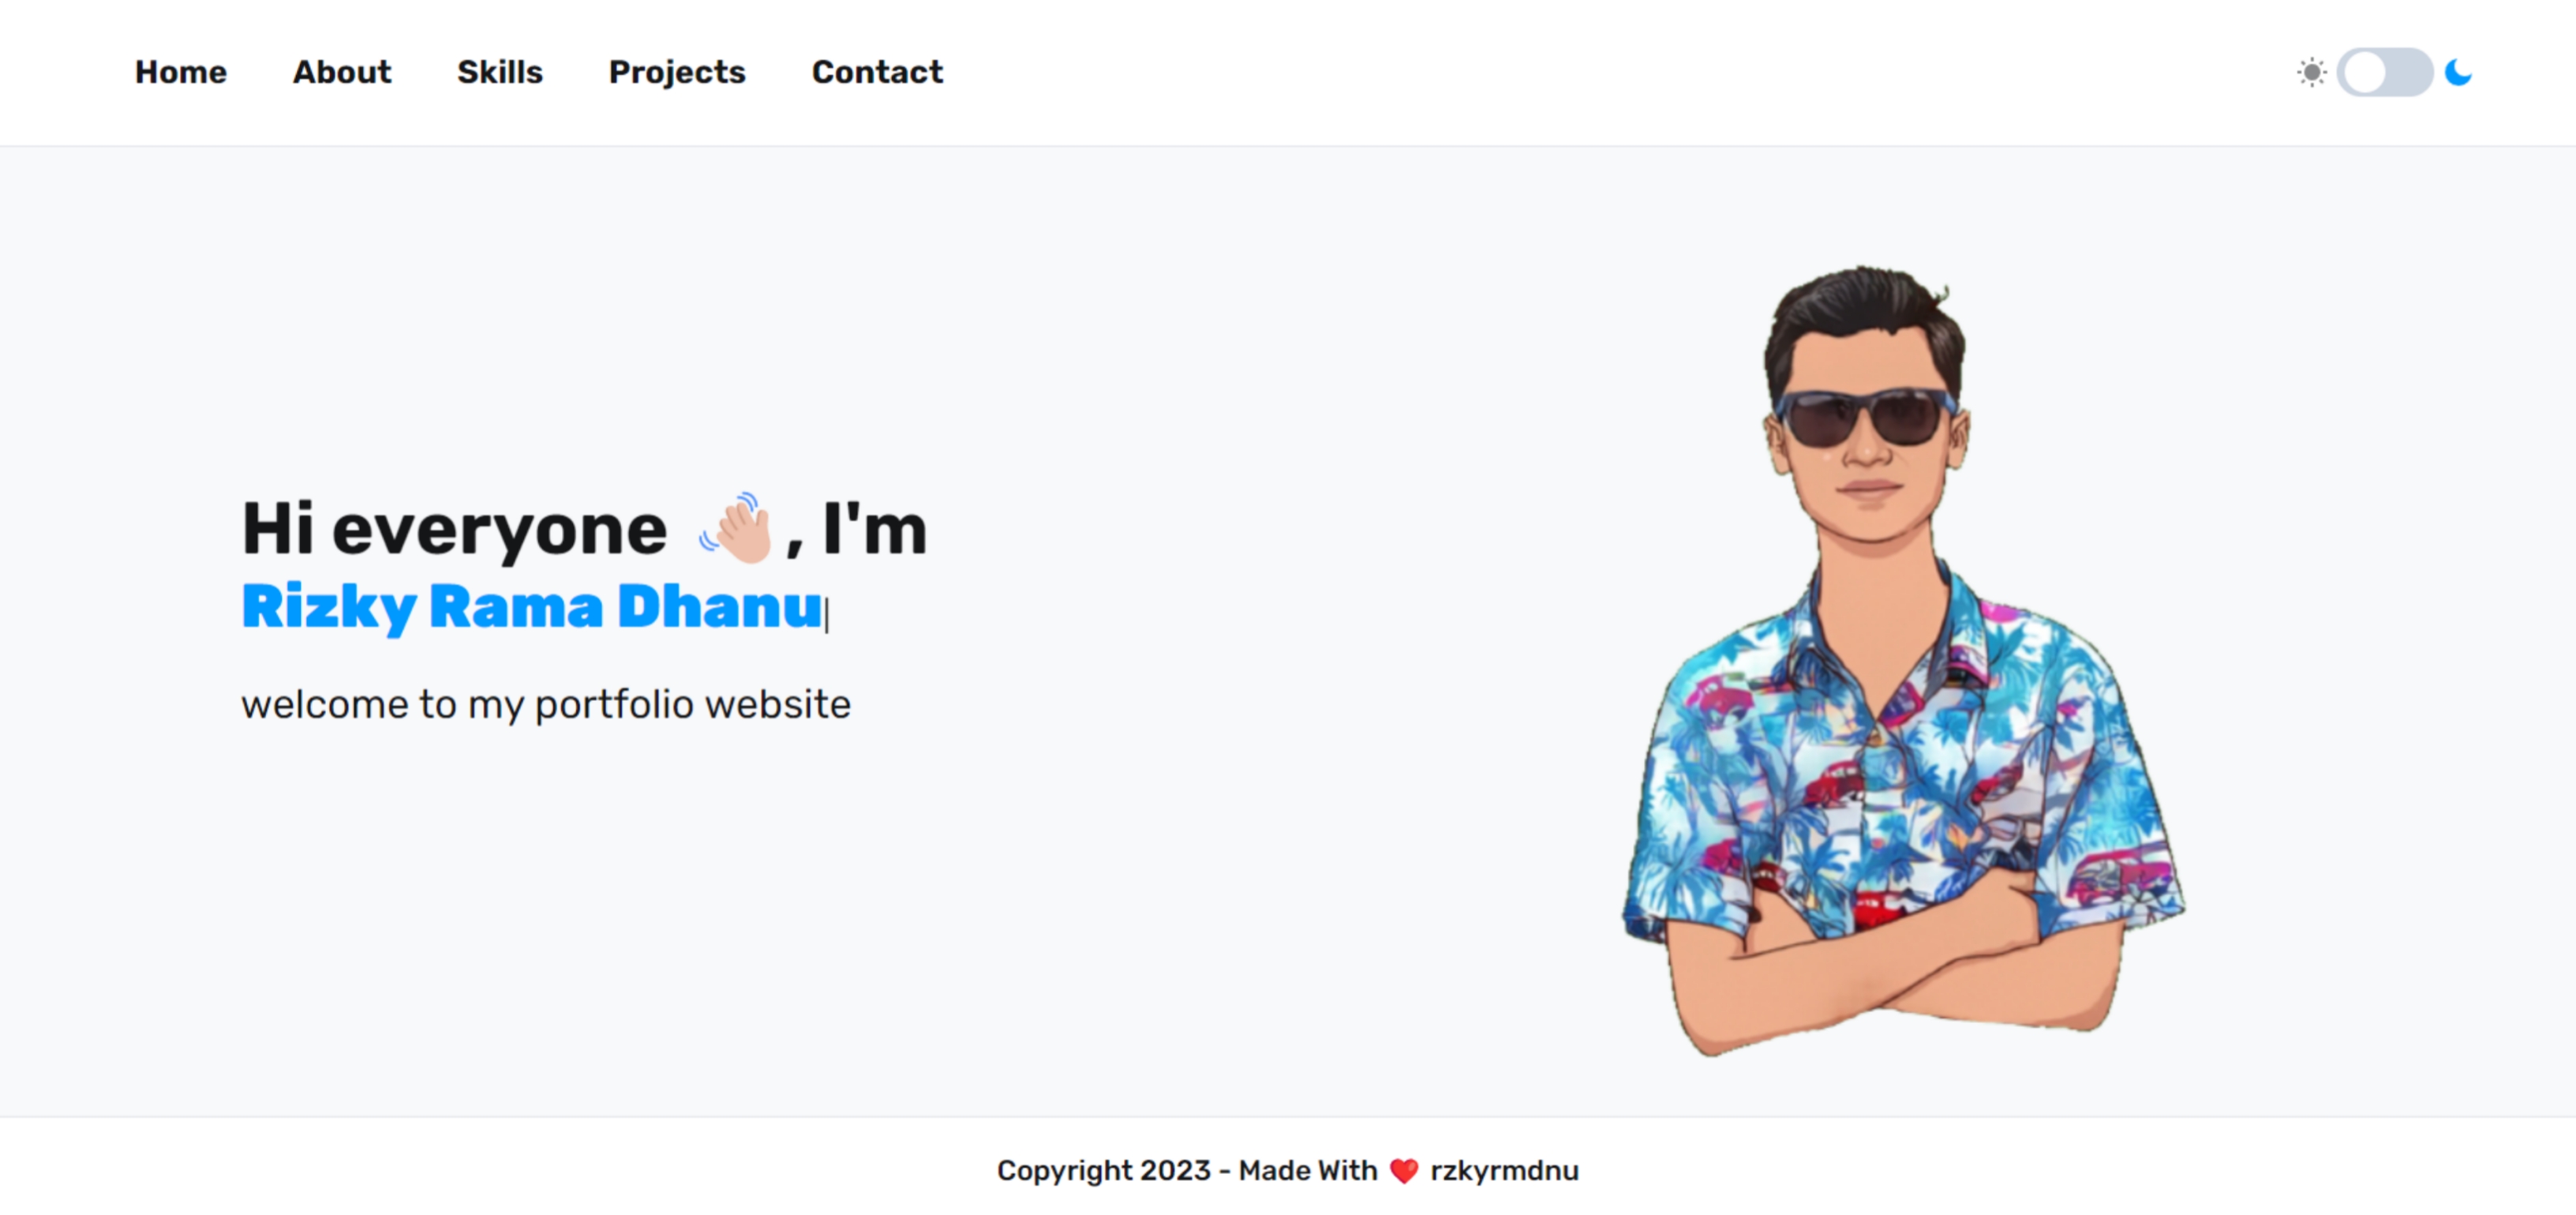 Home About Skills Projects Contact
Hi everyone 👋🏻, I'm
Rizky Rama Dhanu
welcome to my portfolio website
Copyright 2023 - Made With ❤️ rzkyrmdnu